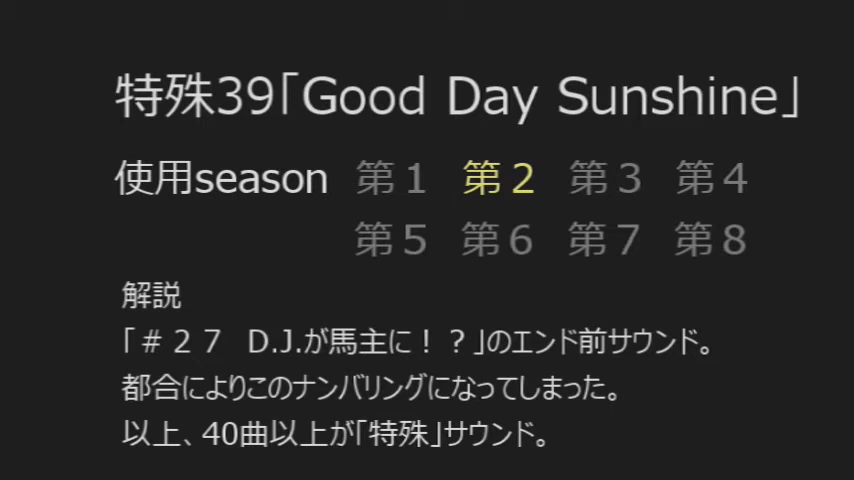 特殊39「Good Day Sunshine」
使用season 第１ 第２ 第３ 第４
第５ 第６ 第７ 第８
解説
「＃２７　D.J.が馬主に！？」のエンド前サウンド。
都合によりこのナンバリングになってしまった。
以上、40曲以上が「特殊」サウンド。